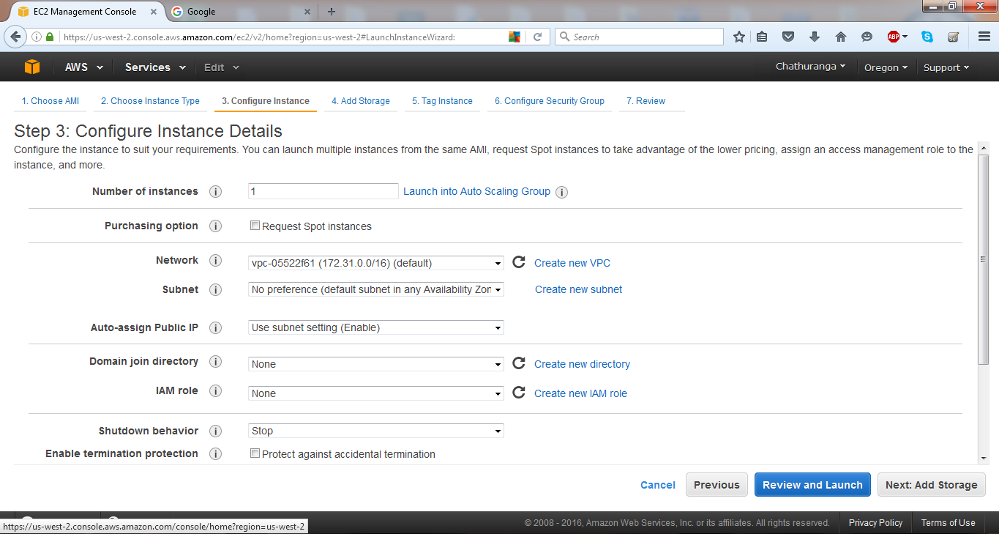 EC2 Management Console
Google
https://us-west-2.console.aws.amazon.com/ec2/v2/home?region=us-west-2#LaunchInstanceWizard:
Search
ABP
AWS Services Edit Chathuranga Oregon Support
1. Choose AMI 2. Choose Instance Type 3. Configure Instance 4. Add Storage 5. Tag Instance 6. Configure Security Group 7. Review
Step 3: Configure Instance Details
Configure the instance to suit your requirements. You can launch multiple instances from the same AMI, request Spot instances to take advantage of the lower pricing, assign an access management role to the
instance, and more.
Number of instances 1 Launch into Auto Scaling Group
Purchasing option Request Spot instances
Network vpc-05522f61 (172.31.0.0/16) (default) Create new VPC
Subnet No preference (default subnet in any Availability Zon Create new subnet
Auto-assign Public IP Use subnet setting (Enable)
Domain join directory None Create new directory
IAM role None Create new IAM role
Shutdown behavior Stop
Enable termination protection Protect against accidental termination
Cancel Previous Review and Launch Next: Add Storage
https://us-west-2.console.aws.amazon.com/console/home?region=us-west-2
© 2008 - 2016, Amazon Web Services, Inc. or its affiliates. All rights reserved. Privacy Policy Terms of Use